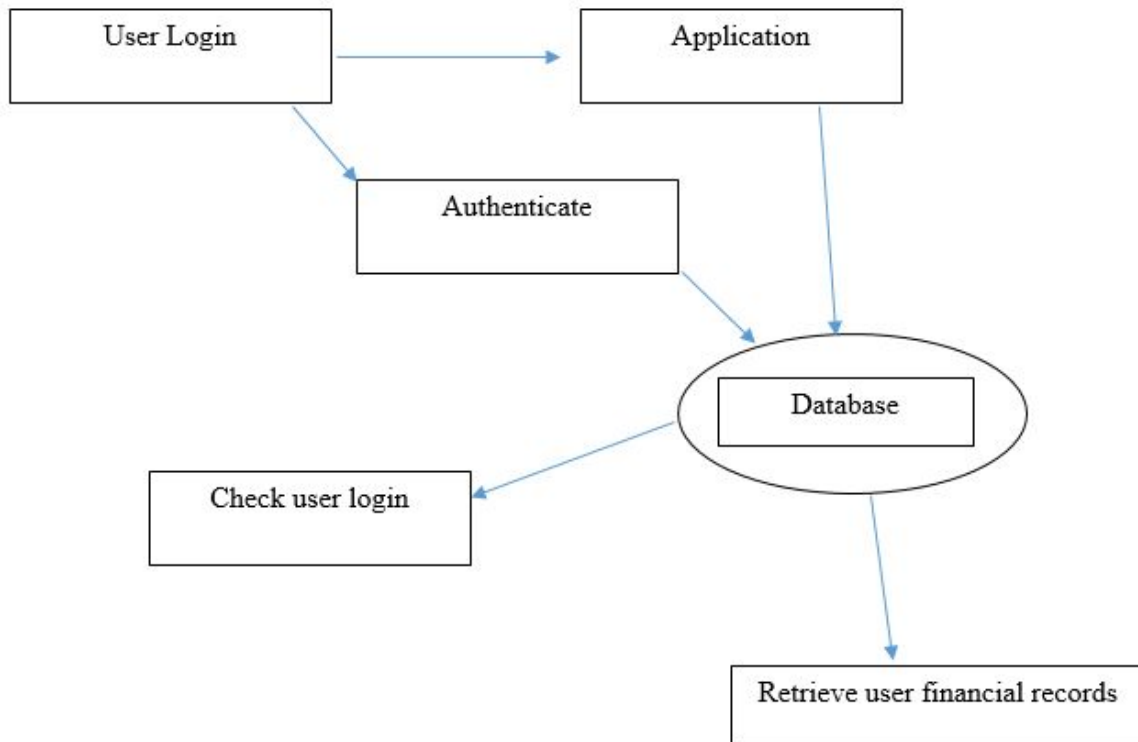 User Login
Application
Authenticate
Database
Check user login
Retrieve user financial records